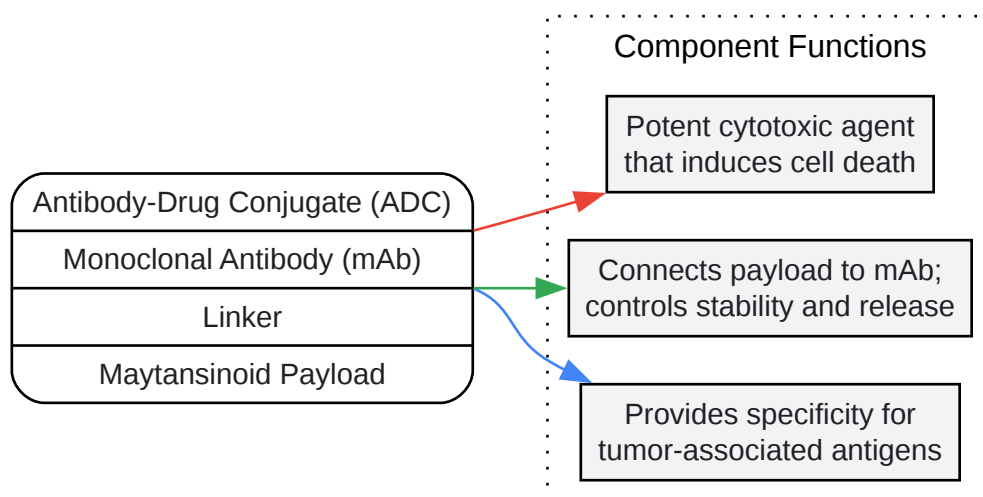 Component Functions
Potent cytotoxic agent
that induces cell death
Antibody-Drug Conjugate (ADC)
Monoclonal Antibody (mAb)
Linker
Maytansinoid Payload
Connects payload to mAb;
controls stability and release
Provides specificity for
tumor-associated antigens